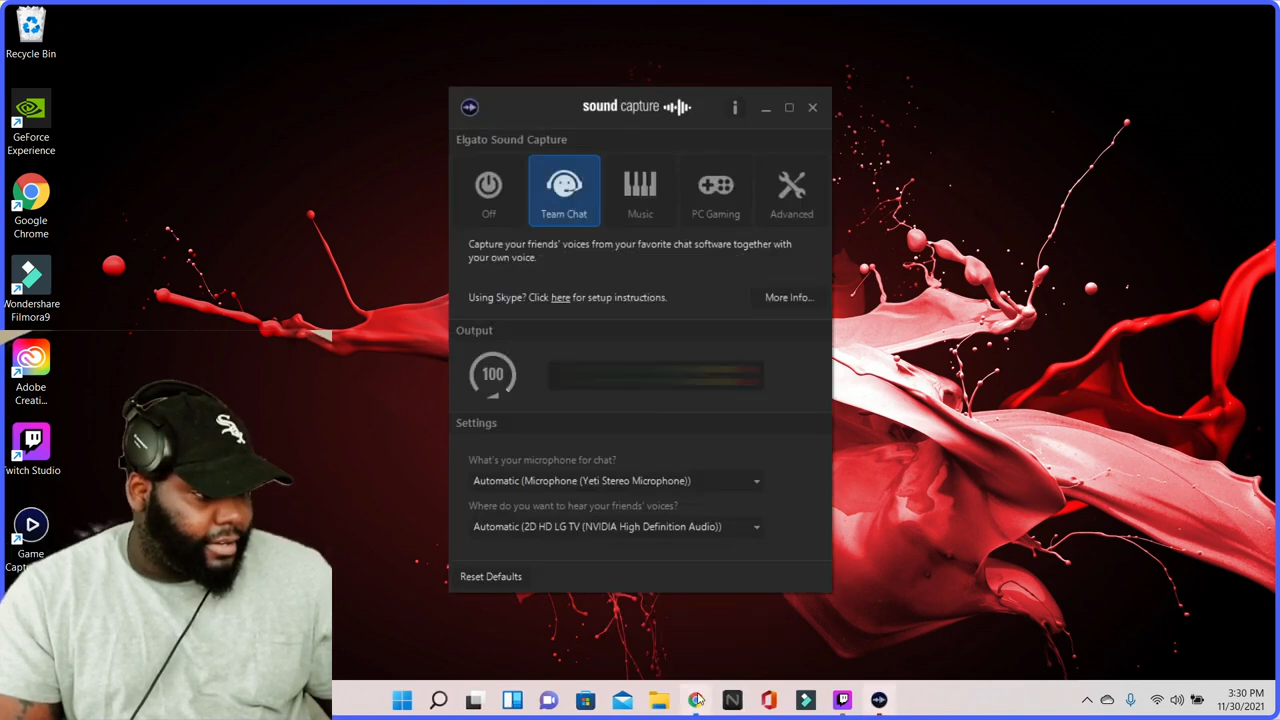 Recycle Bin
GeForce
Experience
Google
Chrome
Wondershare
Filmora9
Adobe
Creati...
Twitch Studio
Game
sound capture
Elgato Sound Capture
Off
Team Chat
Music
PC Gaming
Advanced
Capture your friends' voices from your favorite chat software together with
your own voice.
Using Skype? Click here for setup instructions.
More Info...
Output
100
Settings
What's your microphone for chat?
Automatic (Microphone (Yeti Stereo Microphone))
Where do you want to hear your friends' voices?
Automatic (2D HD LG TV (NVIDIA High Definition Audio))
Reset Defaults
3:30 PM
11/30/2021